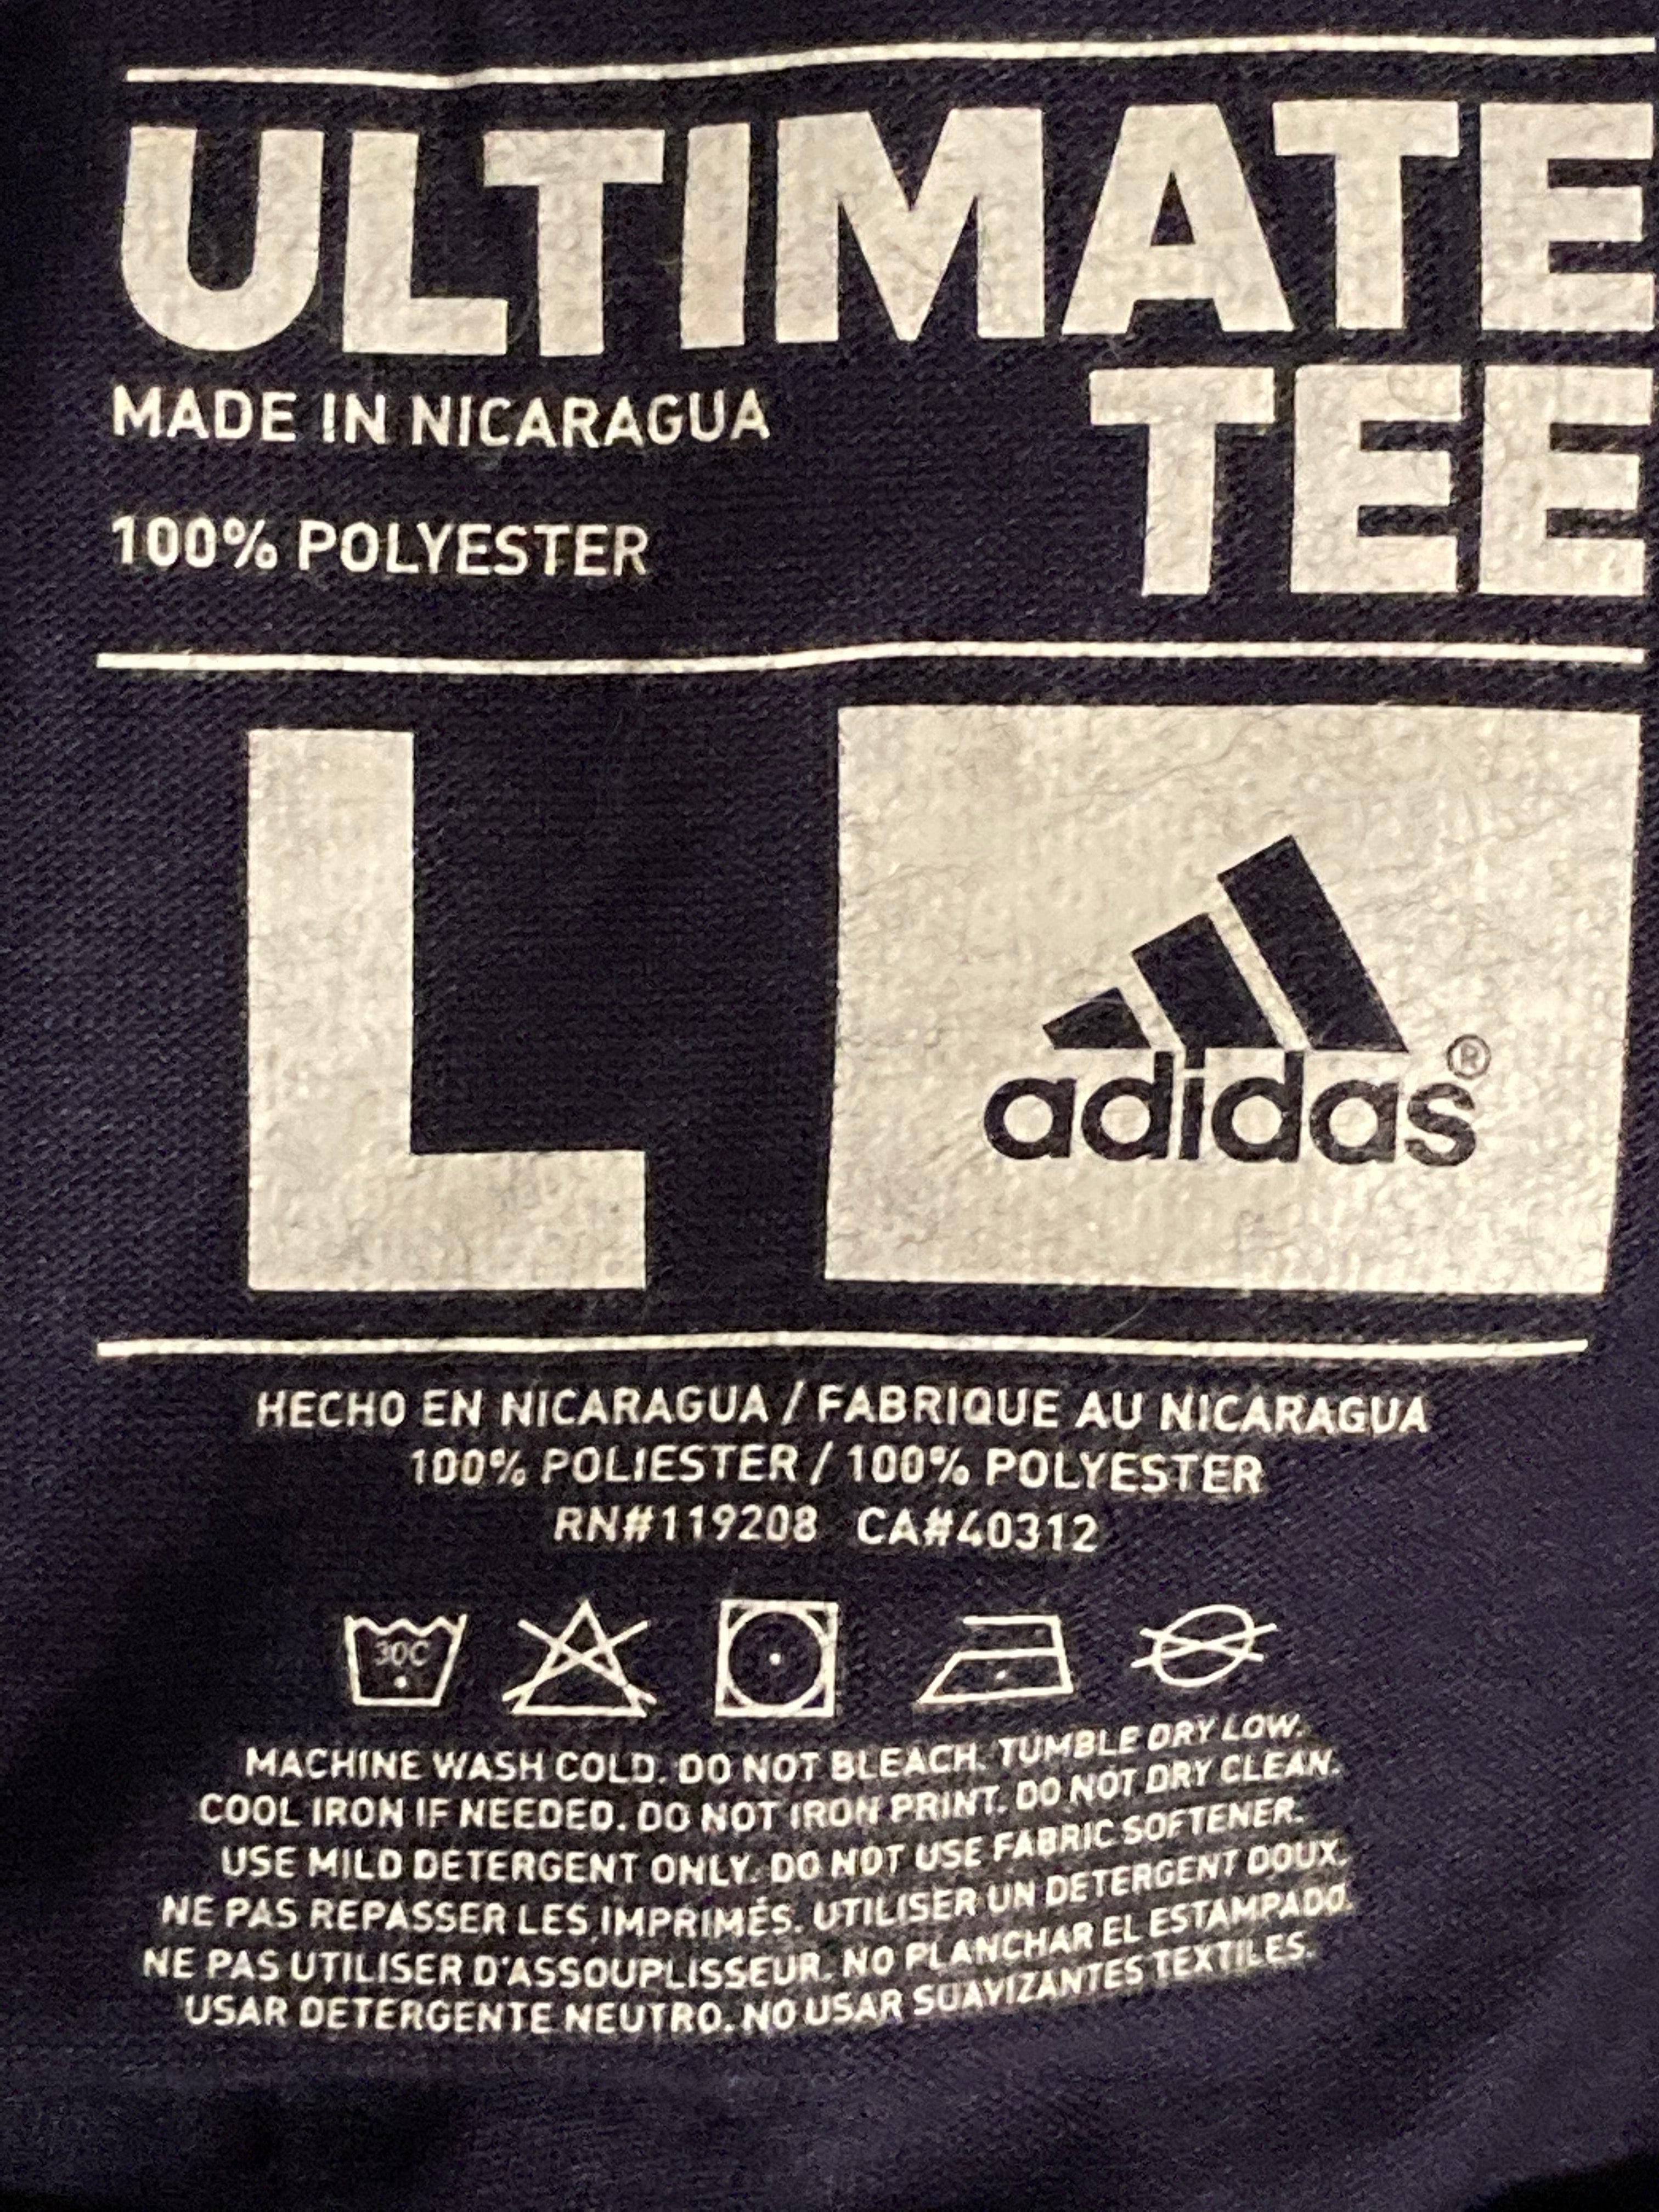 ULTIMATE
TEE
MADE IN NICARAGUA
100% POLYESTER
L
adidas®
HECHO EN NICARAGUA / FABRIQUE AU NICARAGUA
100% POLIESTER / 100% POLYESTER
RN#119208 CA#40312
30C
MACHINE WASH COLD. DO NOT BLEACH. TUMBLE DRY LOW.
COOL IRON IF NEEDED. DO NOT IRON PRINT. DO NOT DRY CLEAN.
USE MILD DETERGENT ONLY. DO NOT USE FABRIC SOFTENER.
NE PAS REPASSER LES IMPRIMÉS. UTILISER UN DETERGENT DOUX.
NE PAS UTILISER D'ASSOUPLISSEUR. NO PLANCHAR EL ESTAMPADO.
USAR DETERGENTE NEUTRO. NO USAR SUAVIZANTES TEXTILES.